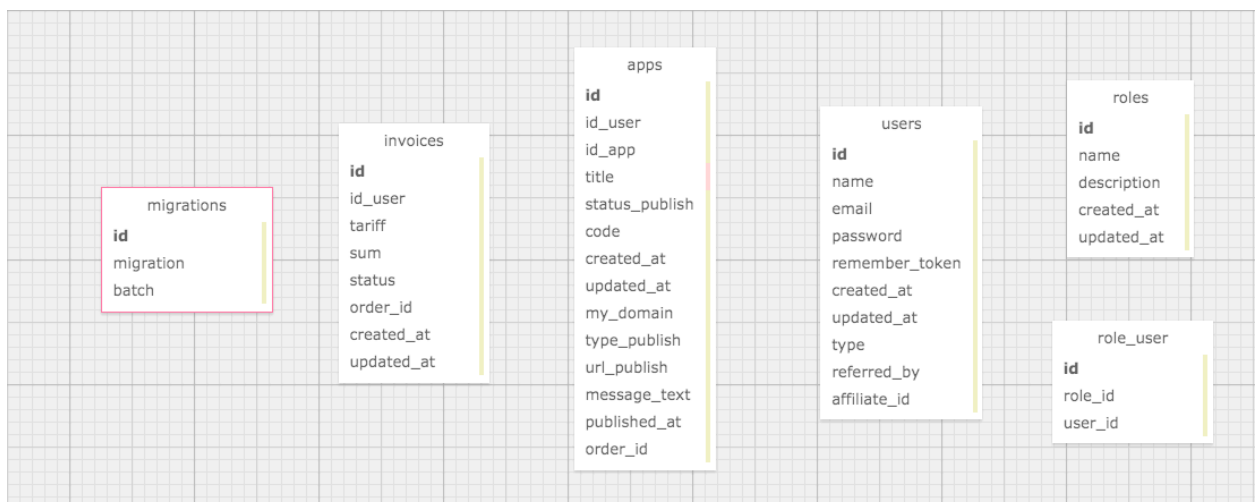 migrations
id
migration
batch
invoices
id
id_user
tariff
sum
status
order_id
created_at
updated_at
apps
id
id_user
id_app
title
status_publish
code
created_at
updated_at
my_domain
type_publish
url_publish
message_text
published_at
order_id
users
id
name
email
password
remember_token
created_at
updated_at
type
referred_by
affiliate_id
roles
id
name
description
created_at
updated_at
role_user
id
role_id
user_id